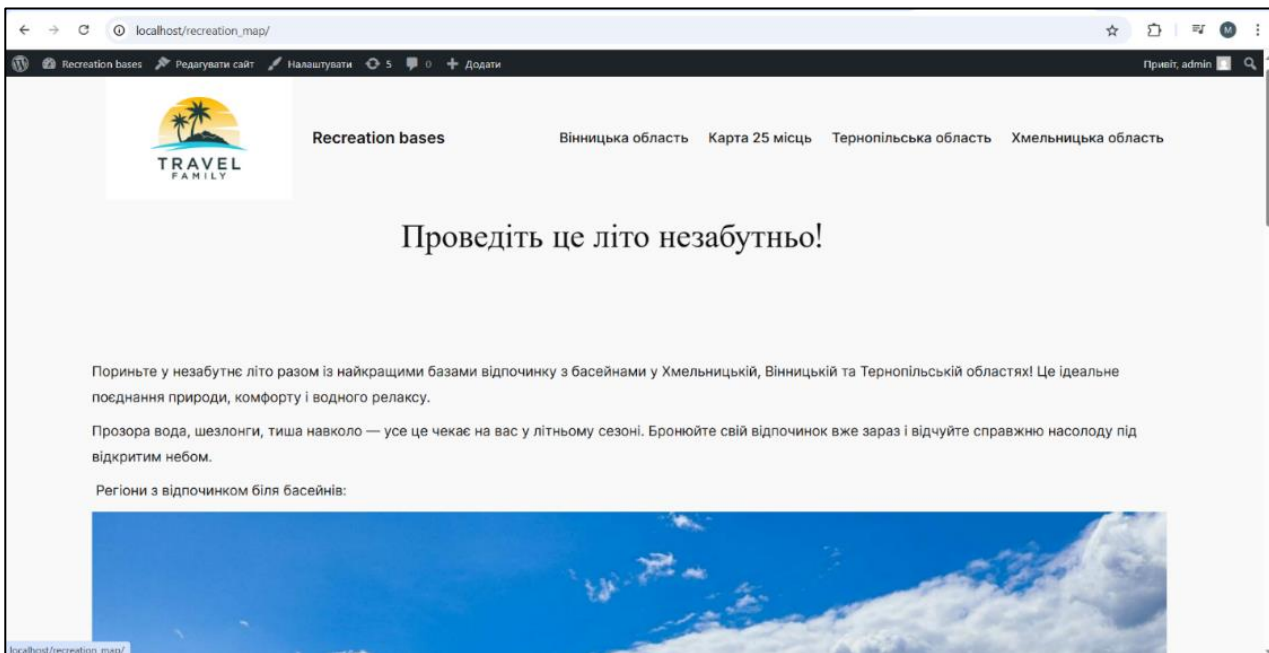 localhost/recreation_map/
M
Recreation bases Редагувати сайт Налаштувати 5 0 Додати Привіт, admin
TRAVEL
FAMILY
Recreation bases Вінницька область Карта 25 місць Тернопільська область Хмельницька область
Проведіть це літо незабутньо!
Пориньте у незабутнє літо разом із найкращими базами відпочинку з басейнами у Хмельницькій, Вінницькій та Тернопільській областях! Це ідеальне
поєднання природи, комфорту і водного релаксу.
Прозора вода, шезлонги, тиша навколо — усе це чекає на вас у літньому сезоні. Бронюйте свій відпочинок вже зараз і відчуйте справжню насолоду під
відкритим небом.
Регіони з відпочинком біля басейнів:
localhost/recreation_map/